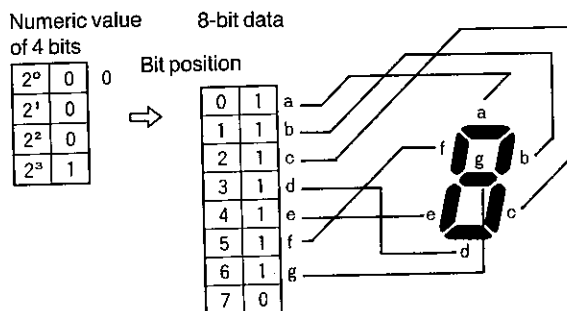 Numeric value
of 4 bits
8-bit data
2⁰ 0 0
2¹ 0
2² 0
2³ 1
Bit position
0 1 a
1 1 b
2 1 c
3 1 d
4 1 e
5 1 f
6 1 g
7 0
a
f g b
e c
d